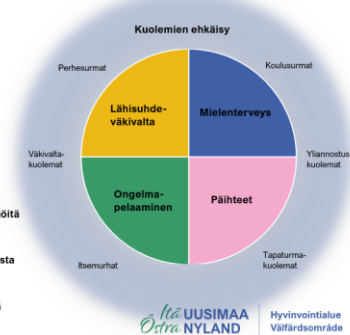 Kuolemien ehkäisy
Perhesurmat
Koulusurmat
Lähisuhde-
väkivalta
Mielenterveys
Väkivalta-
kuolemat
Yliannostus-
kuolemat
Ongelma-
pelaaminen
Päihteet
Itsemurhat
Tapaturma-
kuolemat
Itä UUSIMAA
Östra NYLAND
Hyvinvointialue
Välfärdsområde